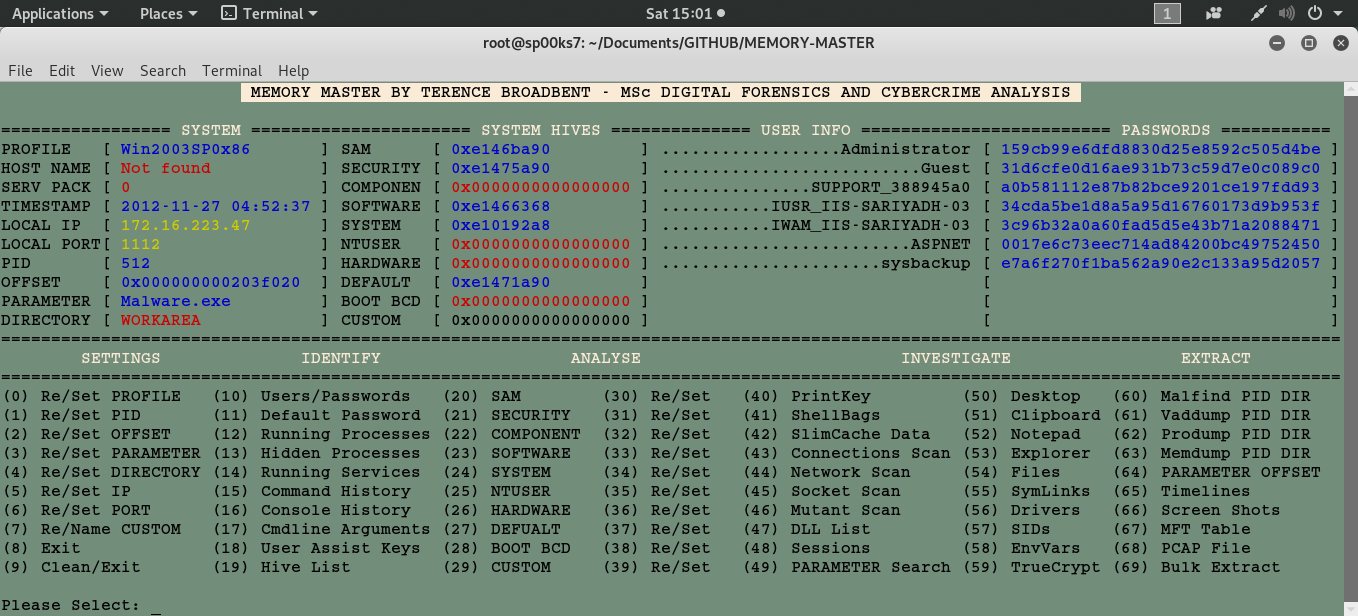 Applications Places Terminal Sat 15:01 1
root@sp00ks7: ~/Documents/GITHUB/MEMORY-MASTER
File Edit View Search Terminal Help
MEMORY MASTER BY TERENCE BROADBENT - MSc DIGITAL FORENSICS AND CYBERCRIME ANALYSIS
================= SYSTEM ====================== SYSTEM HIVES ============== USER INFO ========================= PASSWORDS ===========
PROFILE [ Win2003SP0x86 ] SAM [ 0xe146ba90 ] ..................Administrator [ 159cb99e6dfd8830d25e8592c505d4be ]
HOST NAME [ Not found ] SECURITY [ 0xe1475a90 ] ..........................Guest [ 31d6cfe0d16ae931b73c59d7e0c089c0 ]
SERV PACK [ 0 ] COMPONEN [ 0x0000000000000000 ] ...............SUPPORT_388945a0 [ a0b581112e87b82bce9201ce197fdd93 ]
TIMESTAMP [ 2012-11-27 04:52:37 ] SOFTWARE [ 0xe1466368 ] ...........IUSR_IIS-SARIYADH-03 [ 34cda5be1d8a5a95d16760173d9b953f ]
LOCAL IP [ 172.16.223.47 ] SYSTEM [ 0xe10192a8 ] ...........IWAM_IIS-SARIYADH-03 [ 3c96b32a0a60fad5d5e43b71a2088471 ]
LOCAL PORT[ 1112 ] NTUSER [ 0x0000000000000000 ] .........................ASPNET [ 0017e6c73eec714ad84200bc49752450 ]
PID [ 512 ] HARDWARE [ 0x0000000000000000 ] ......................sysbackup [ e7a6f270f1ba562a90e2c133a95d2057 ]
OFFSET [ 0x000000000203f020 ] DEFAULT [ 0xe1471a90 ] [ ]
PARAMETER [ Malware.exe ] BOOT BCD [ 0x0000000000000000 ] [ ]
DIRECTORY [ WORKAREA ] CUSTOM [ 0x0000000000000000 ] [ ]
======================================================================================================================================
SETTINGS IDENTIFY ANALYSE INVESTIGATE EXTRACT
======================================================================================================================================
(0) Re/Set PROFILE (10) Users/Passwords (20) SAM (30) Re/Set (40) PrintKey (50) Desktop (60) Malfind PID DIR
(1) Re/Set PID (11) Default Password (21) SECURITY (31) Re/Set (41) ShellBags (51) Clipboard (61) Vaddump PID DIR
(2) Re/Set OFFSET (12) Running Processes (22) COMPONENT (32) Re/Set (42) SlimCache Data (52) Notepad (62) Prodump PID DIR
(3) Re/Set PARAMETER (13) Hidden Processes (23) SOFTWARE (33) Re/Set (43) Connections Scan (53) Explorer (63) Memdump PID DIR
(4) Re/Set DIRECTORY (14) Running Services (24) SYSTEM (34) Re/Set (44) Network Scan (54) Files (64) PARAMETER OFFSET
(5) Re/Set IP (15) Command History (25) NTUSER (35) Re/Set (45) Socket Scan (55) SymLinks (65) Timelines
(6) Re/Set PORT (16) Console History (26) HARDWARE (36) Re/Set (46) Mutant Scan (56) Drivers (66) Screen Shots
(7) Re/Name CUSTOM (17) Cmdline Arguments (27) DEFUALT (37) Re/Set (47) DLL List (57) SIDs (67) MFT Table
(8) Exit (18) User Assist Keys (28) BOOT BCD (38) Re/Set (48) Sessions (58) EnvVars (68) PCAP File
(9) Clean/Exit (19) Hive List (29) CUSTOM (39) Re/Set (49) PARAMETER Search (59) TrueCrypt (69) Bulk Extract
Please Select: _